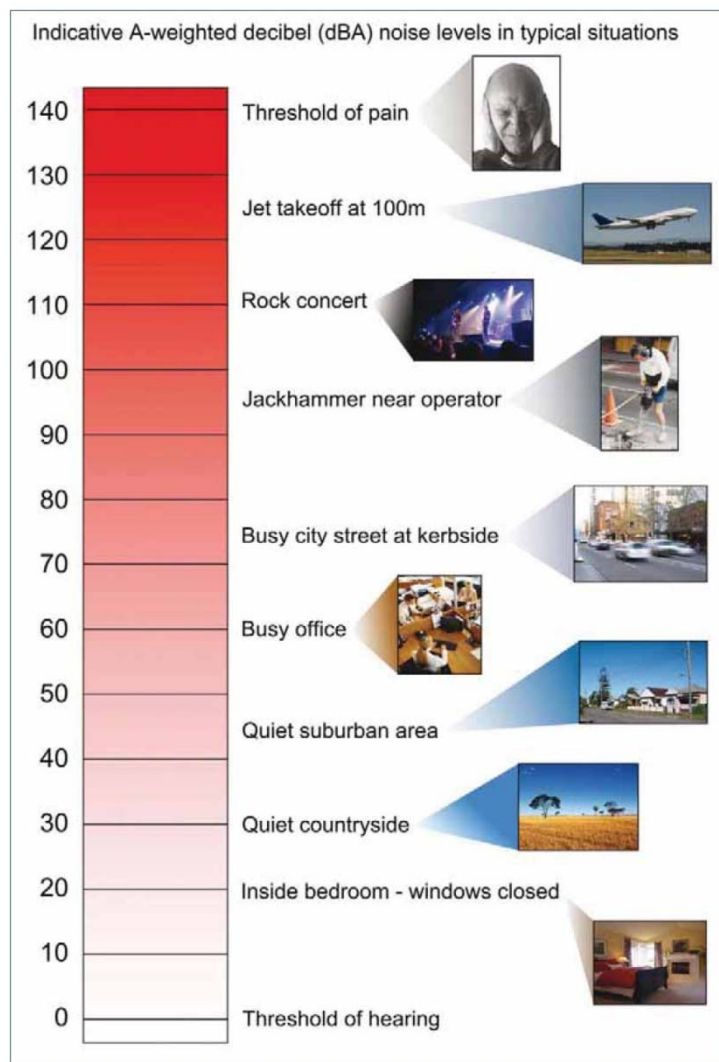 Indicative A-weighted decibel (dBA) noise levels in typical situations
140
Threshold of pain
130
Jet takeoff at 100m
120
110
Rock concert
100
Jackhammer near operator
90
80
Busy city street at kerbside
70
60
Busy office
50
Quiet suburban area
40
30
Quiet countryside
20
Inside bedroom - windows closed
10
0
Threshold of hearing